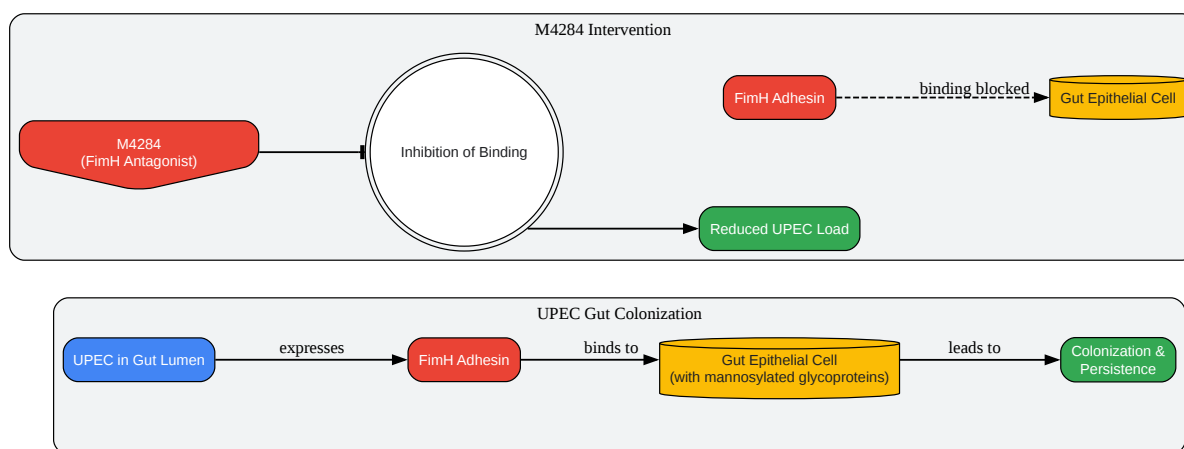 M4284 Intervention
M4284
(FimH Antagonist)
Inhibition of Binding
FimH Adhesin
binding blocked
Gut Epithelial Cell
Reduced UPEC Load
UPEC Gut Colonization
UPEC in Gut Lumen
expresses
FimH Adhesin
binds to
Gut Epithelial Cell
(with mannosylated glycoproteins)
leads to
Colonization &
Persistence